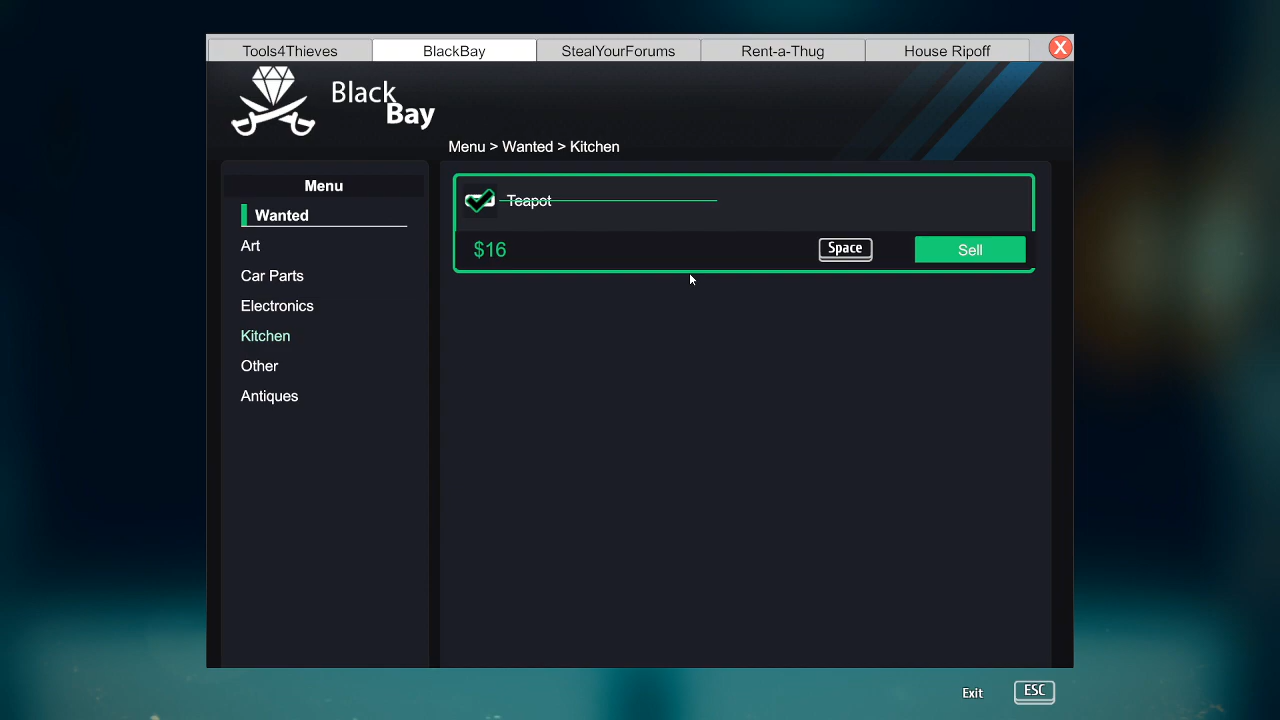 Tools4Thieves
BlackBay
StealYourForums
Rent-a-Thug
House Ripoff
X
Black
Bay
Menu > Wanted > Kitchen
Menu
Wanted
Art
Car Parts
Electronics
Kitchen
Other
Antiques
Teapot
$16
Space
Sell
Exit
ESC